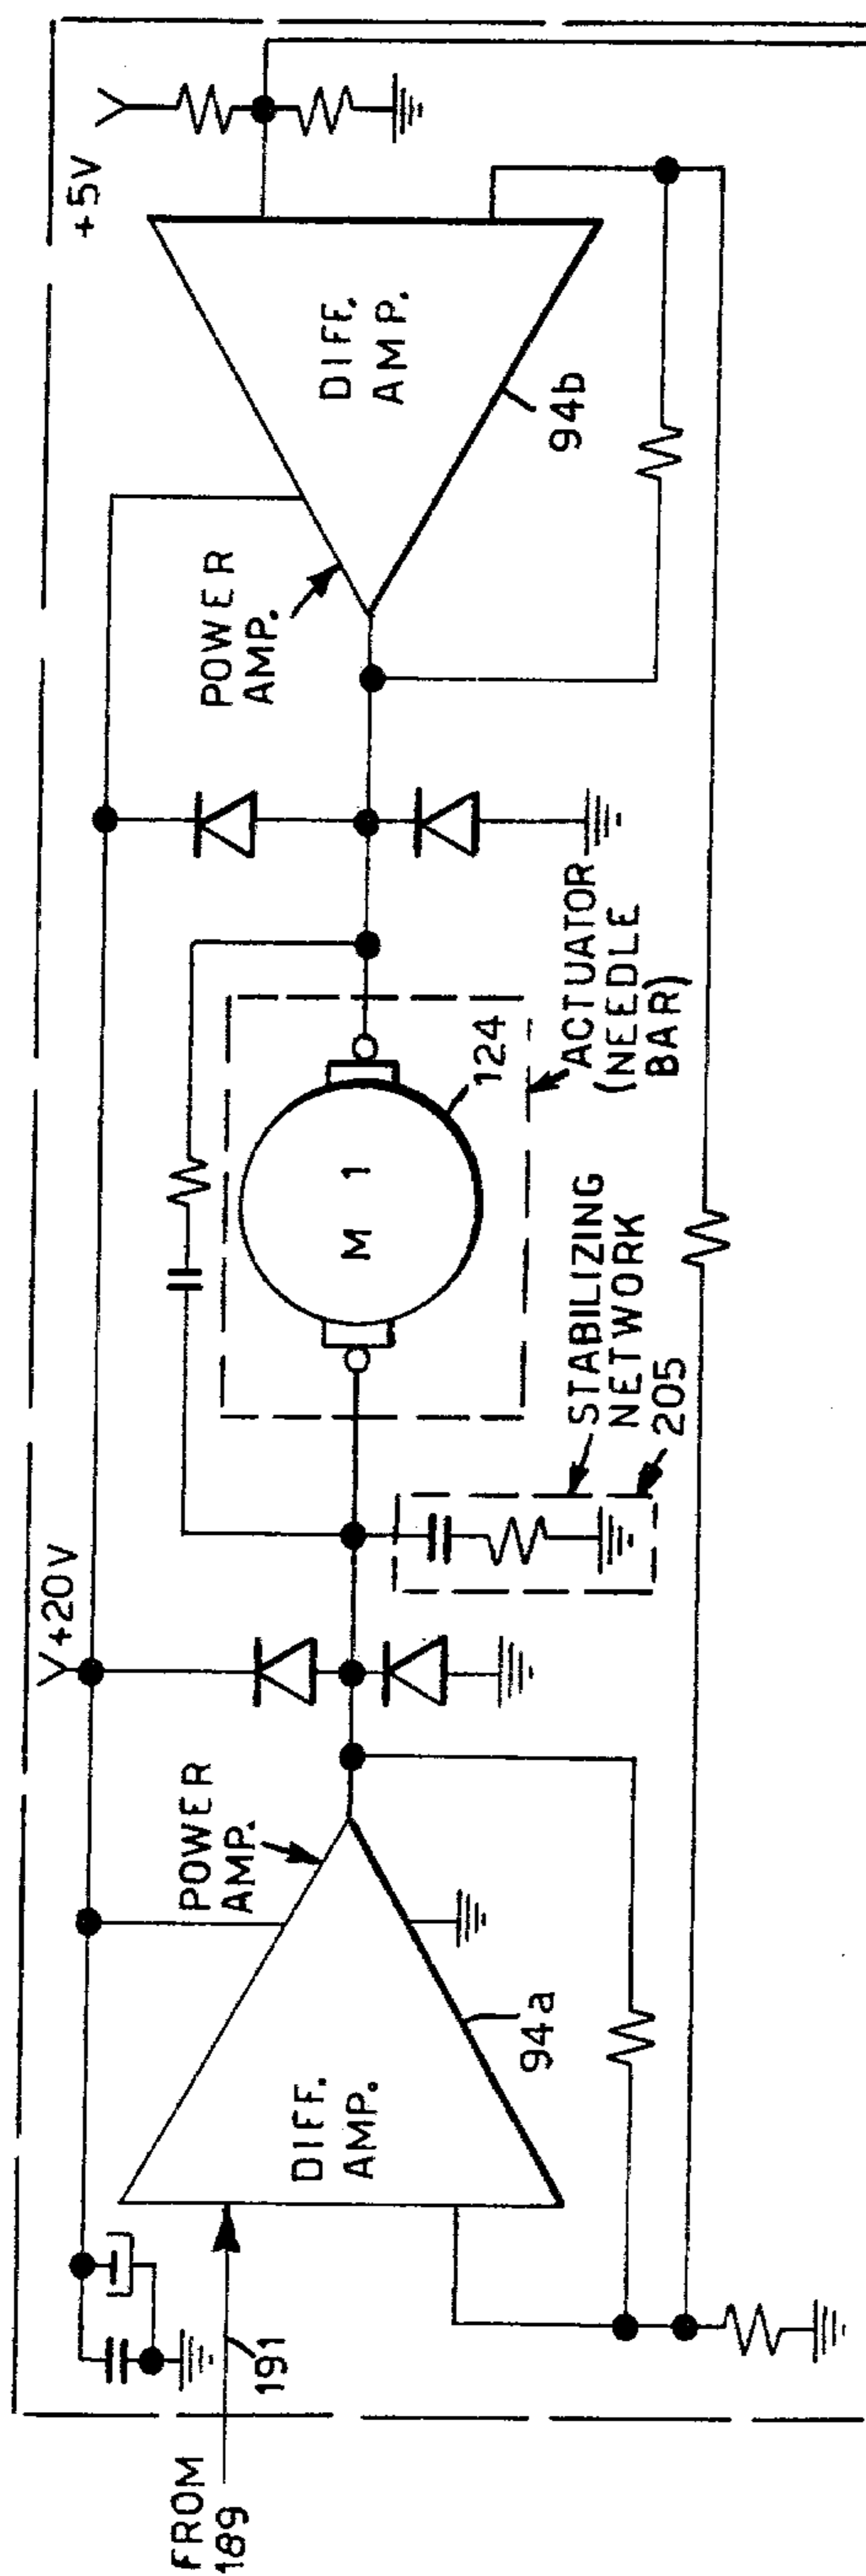 FROM
189
191
DIFF.
AMP.
94a
POWER
AMP.
+20V
STABILIZING
NETWORK
205
M 1
124
ACTUATOR
(NEEDLE
BAR)
POWER
AMP.
DIFF.
AMP.
94b
+5V